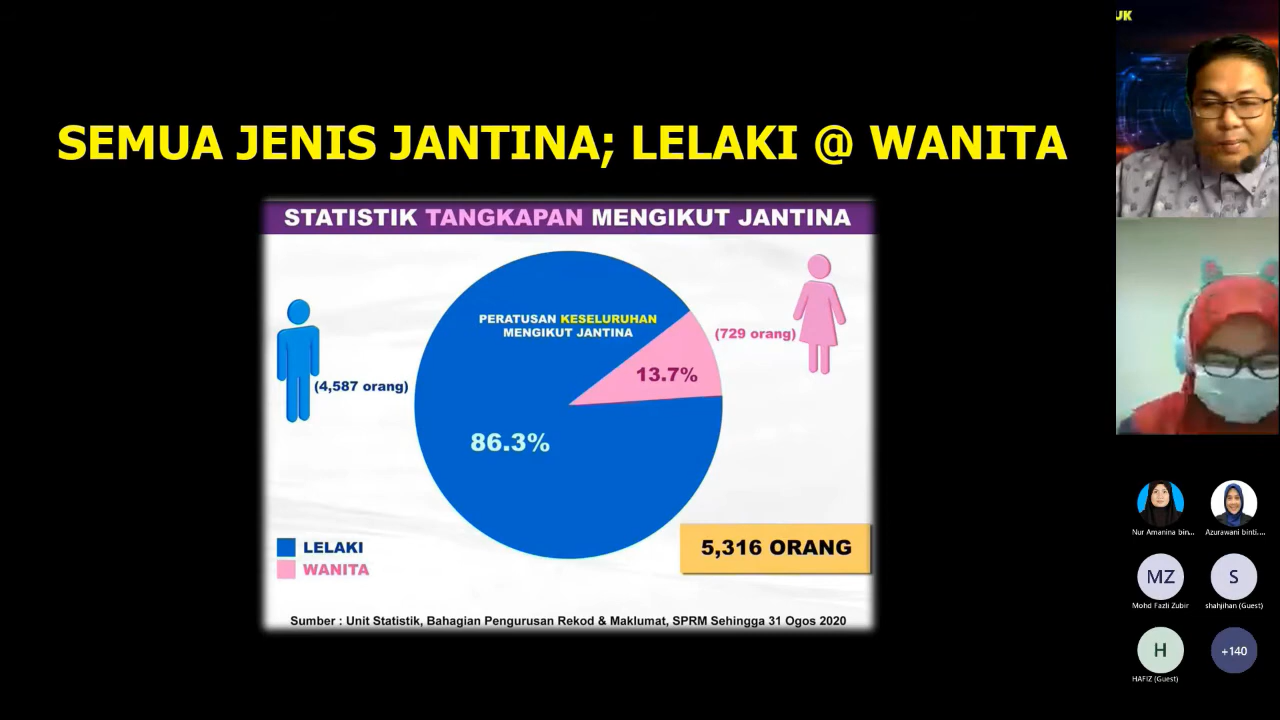 UK
SEMUA JENIS JANTINA; LELAKI @ WANITA
STATISTIK TANGKAPAN MENGIKUT JANTINA
PERATUSAN KESELURUHAN
MENGIKUT JANTINA
(729 orang)
13.7%
(4,587 orang)
86.3%
LELAKI
WANITA
5,316 ORANG
Sumber : Unit Statistik, Bahagian Pengurusan Rekod & Maklumat, SPRM Sehingga 31 Ogos 2020
Nur Amanina bin...
Azurawani binti....
MZ
Mohd Fazli Zubir
S
shahjihan (Guest)
H
HAFIZ (Guest)
+140